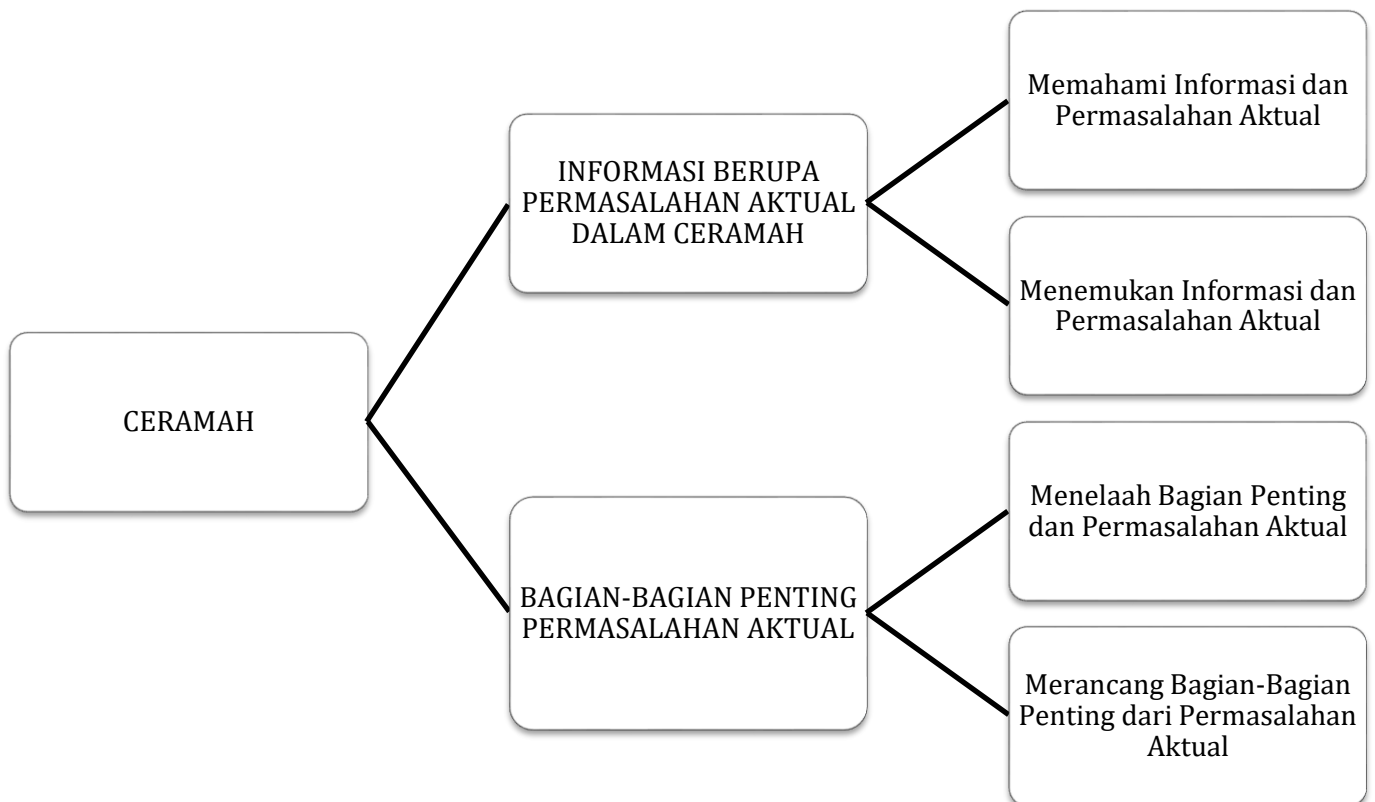 CERAMAH
INFORMASI BERUPA
PERMASALAHAN AKTUAL
DALAM CERAMAH
Memahami Informasi dan
Permasalahan Aktual
Menemukan Informasi dan
Permasalahan Aktual
BAGIAN-BAGIAN PENTING
PERMASALAHAN AKTUAL
Menelaah Bagian Penting
dan Permasalahan Aktual
Merancang Bagian-Bagian
Penting dari Permasalahan
Aktual